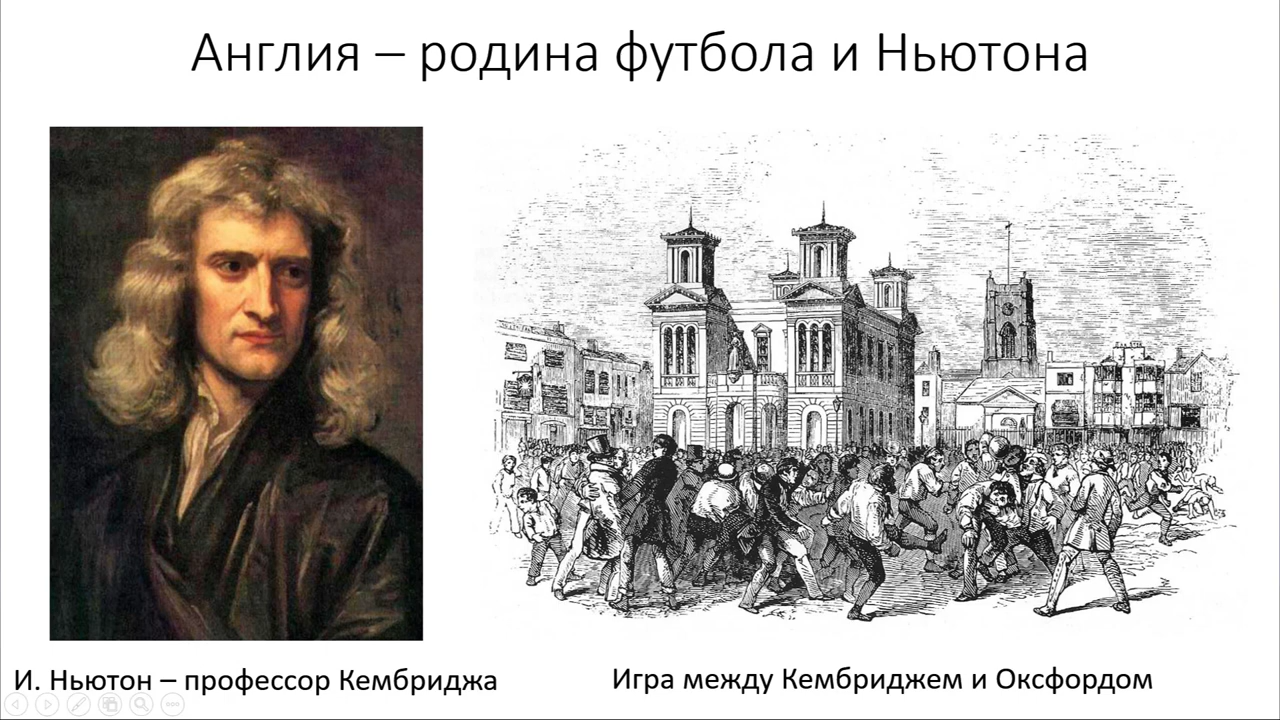 Англия – родина футбола и Ньютона
И. Ньютон – профессор Кембриджа
Игра между Кембриджем и Оксфордом